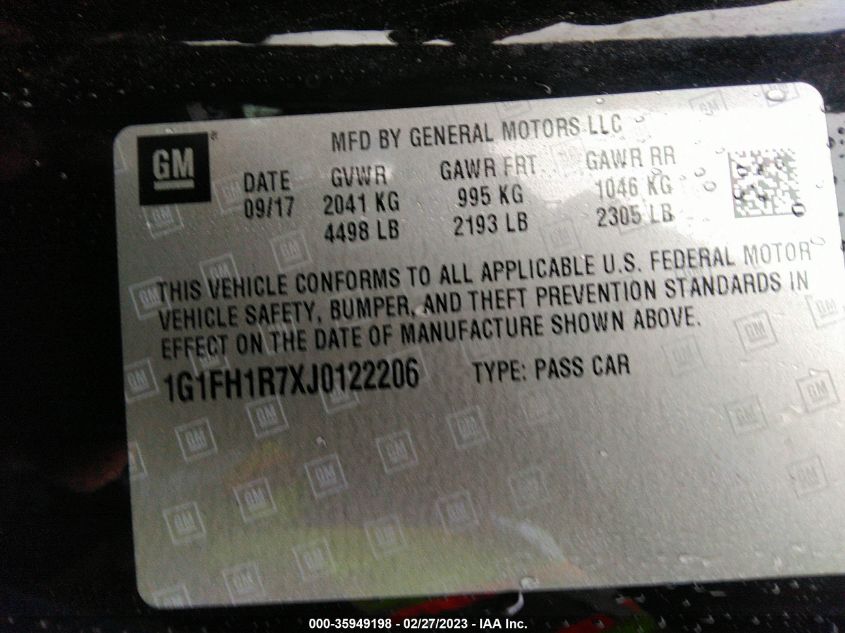 MFD BY GENERAL MOTORS LLC
GM
DATE GVWR GAWR FRT GAWR RR
09/17 2041 KG 995 KG 1046 KG
4498 LB 2193 LB 2305 LB
THIS VEHICLE CONFORMS TO ALL APPLICABLE U.S. FEDERAL MOTOR
VEHICLE SAFETY, BUMPER, AND THEFT PREVENTION STANDARDS IN
EFFECT ON THE DATE OF MANUFACTURE SHOWN ABOVE.
1G1FH1R7XJ0122206 TYPE: PASS CAR
000-35949198 - 02/27/2023 - IAA Inc.